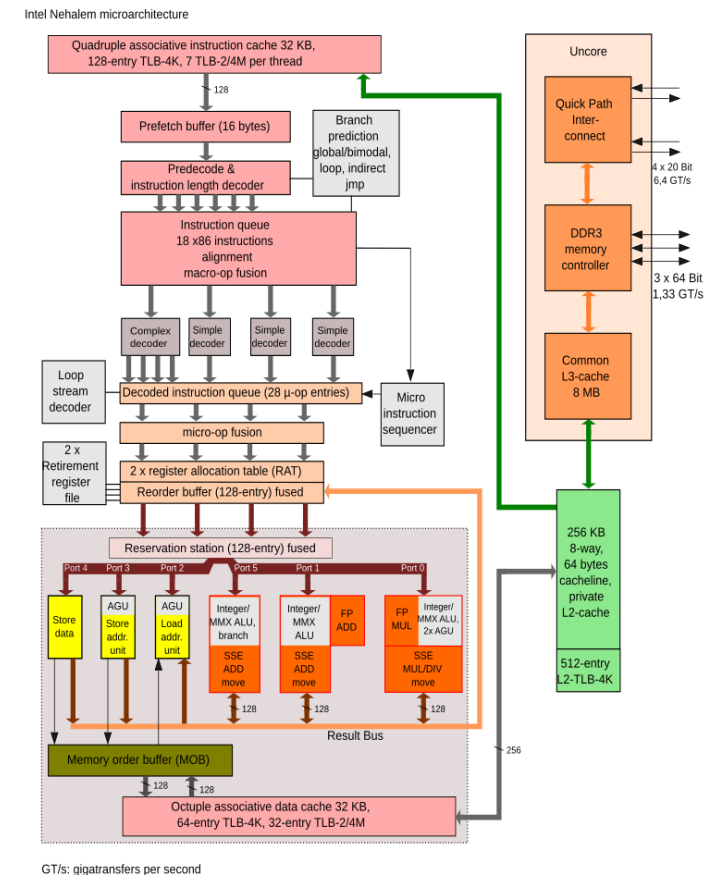 Intel Nehalem microarchitecture
Quadruple associative instruction cache 32 KB,
128-entry TLB-4K, 7 TLB-2/4M per thread
128
Prefetch buffer (16 bytes)
Branch
prediction
global/bimodal,
loop, indirect
jmp
Predecode &
instruction length decoder
Instruction queue
18 x86 instructions
alignment
macro-op fusion
Complex
decoder
Simple
decoder
Simple
decoder
Simple
decoder
Loop
stream
decoder
Decoded instruction queue (28 µ-op entries)
Micro
instruction
sequencer
micro-op fusion
2 x
Retirement
register
file
2 x register allocation table (RAT)
Reorder buffer (128-entry) fused
Reservation station (128-entry) fused
Port 4
Port 3
Port 2
Port 5
Port 1
Port 0
Store
data
AGU
Store
addr.
unit
AGU
Load
addr.
unit
Integer/
MMX ALU,
branch
SSE
ADD
move
Integer/
MMX
ALU
FP
ADD
SSE
ADD
move
FP
MUL
Integer/
MMX ALU,
2x AGU
SSE
MUL/DIV
move
128
128
128
Result Bus
Memory order buffer (MOB)
128
128
Octuple associative data cache 32 KB,
64-entry TLB-4K, 32-entry TLB-2/4M
256
Uncore
Quick Path
Inter-
connect
4 x 20 Bit
6,4 GT/s
DDR3
memory
controller
3 x 64 Bit
1,33 GT/s
Common
L3-cache
8 MB
256 KB
8-way,
64 bytes
cacheline,
private
L2-cache
512-entry
L2-TLB-4K
GT/s: gigatransfers per second